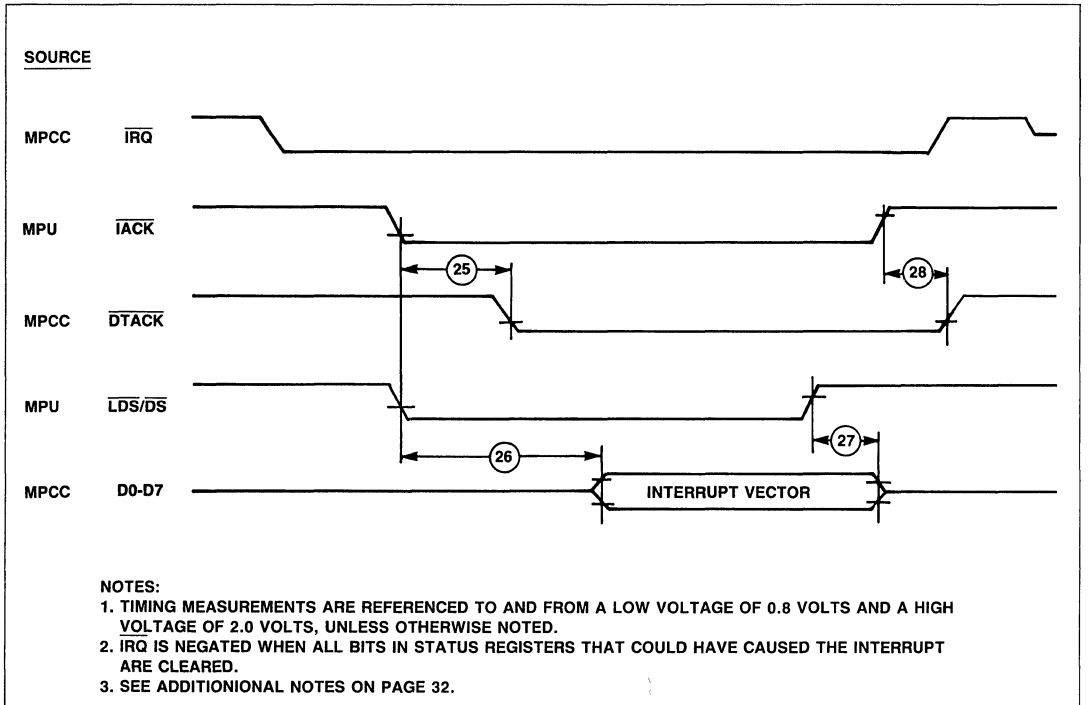 SOURCE
MPCC IRQ
MPU IACK
25
28
MPCC DTACK
MPU LDS/DS
27
26
MPCC D0-D7 INTERRUPT VECTOR
NOTES:
1. TIMING MEASUREMENTS ARE REFERENCED TO AND FROM A LOW VOLTAGE OF 0.8 VOLTS AND A HIGH
VOLTAGE OF 2.0 VOLTS, UNLESS OTHERWISE NOTED.
2. IRQ IS NEGATED WHEN ALL BITS IN STATUS REGISTERS THAT COULD HAVE CAUSED THE INTERRUPT
ARE CLEARED.
3. SEE ADDITIONIONAL NOTES ON PAGE 32.